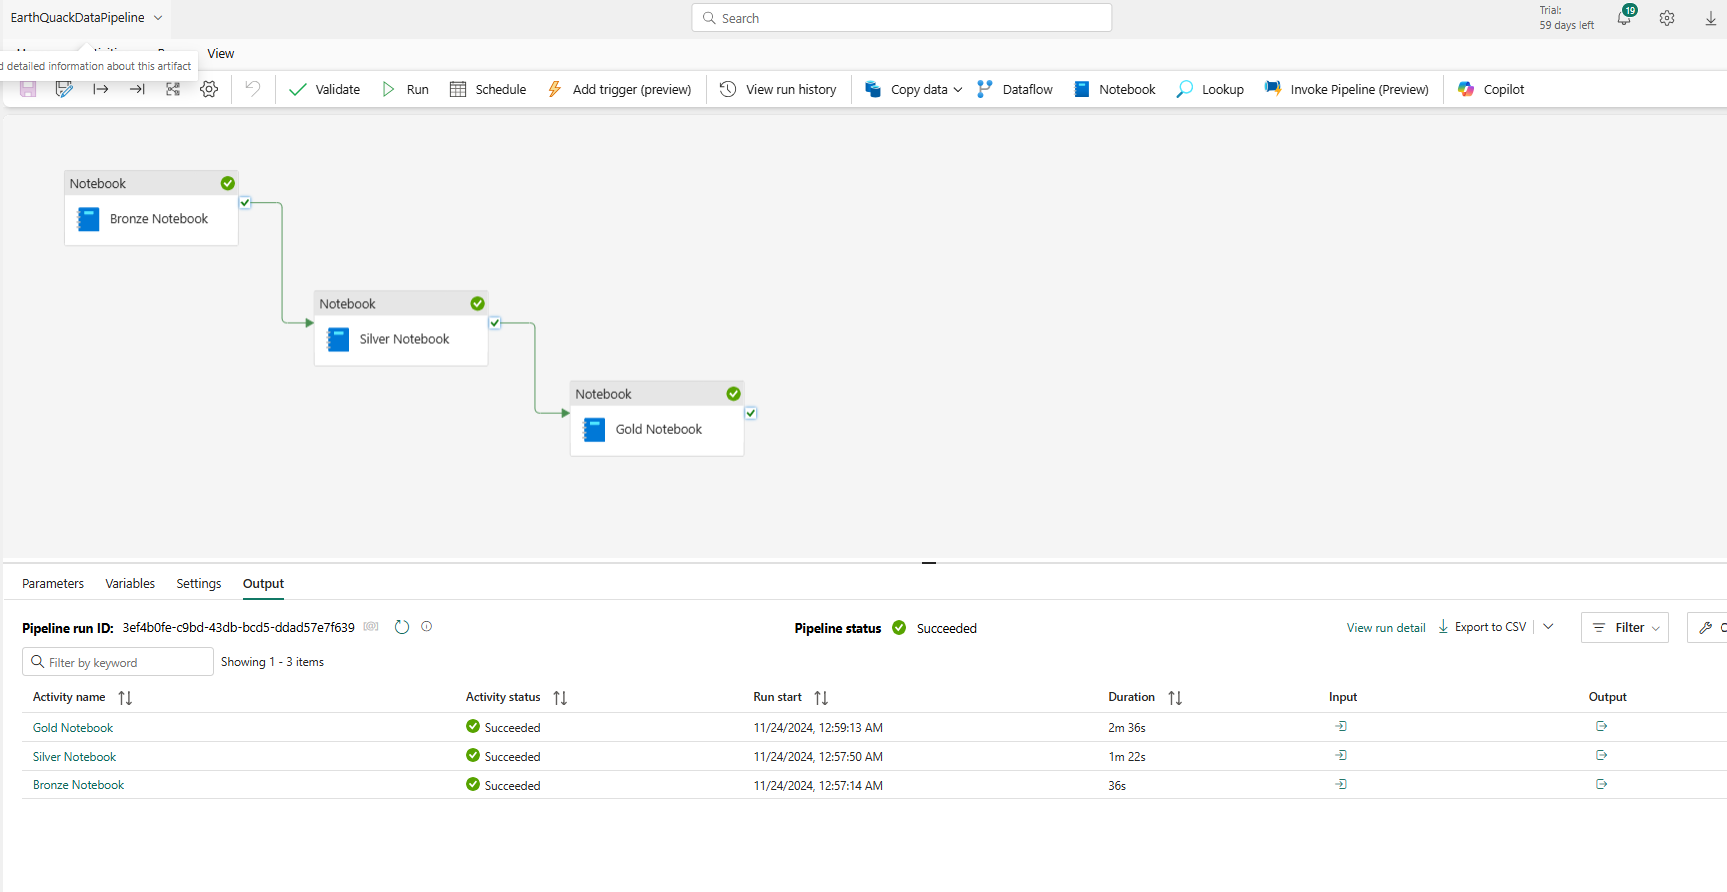 EarthQuackDataPipeline
Search
Trial:
59 days left
19
View
detailed information about this artifact
Validate
Run
Schedule
Add trigger (preview)
View run history
Copy data
Dataflow
Notebook
Lookup
Invoke Pipeline (Preview)
Copilot
Notebook
Bronze Notebook
Notebook
Silver Notebook
Notebook
Gold Notebook
Parameters Variables Settings Output
Pipeline run ID: 3ef4b0fe-c9bd-43db-bcd5-ddad57e7f639
Pipeline status Succeeded
View run detail
Export to CSV
Filter
Filter by keyword
Showing 1 - 3 items
Activity name Activity status Run start Duration Input Output
Gold Notebook Succeeded 11/24/2024, 12:59:13 AM 2m 36s
Silver Notebook Succeeded 11/24/2024, 12:57:50 AM 1m 22s
Bronze Notebook Succeeded 11/24/2024, 12:57:14 AM 36s